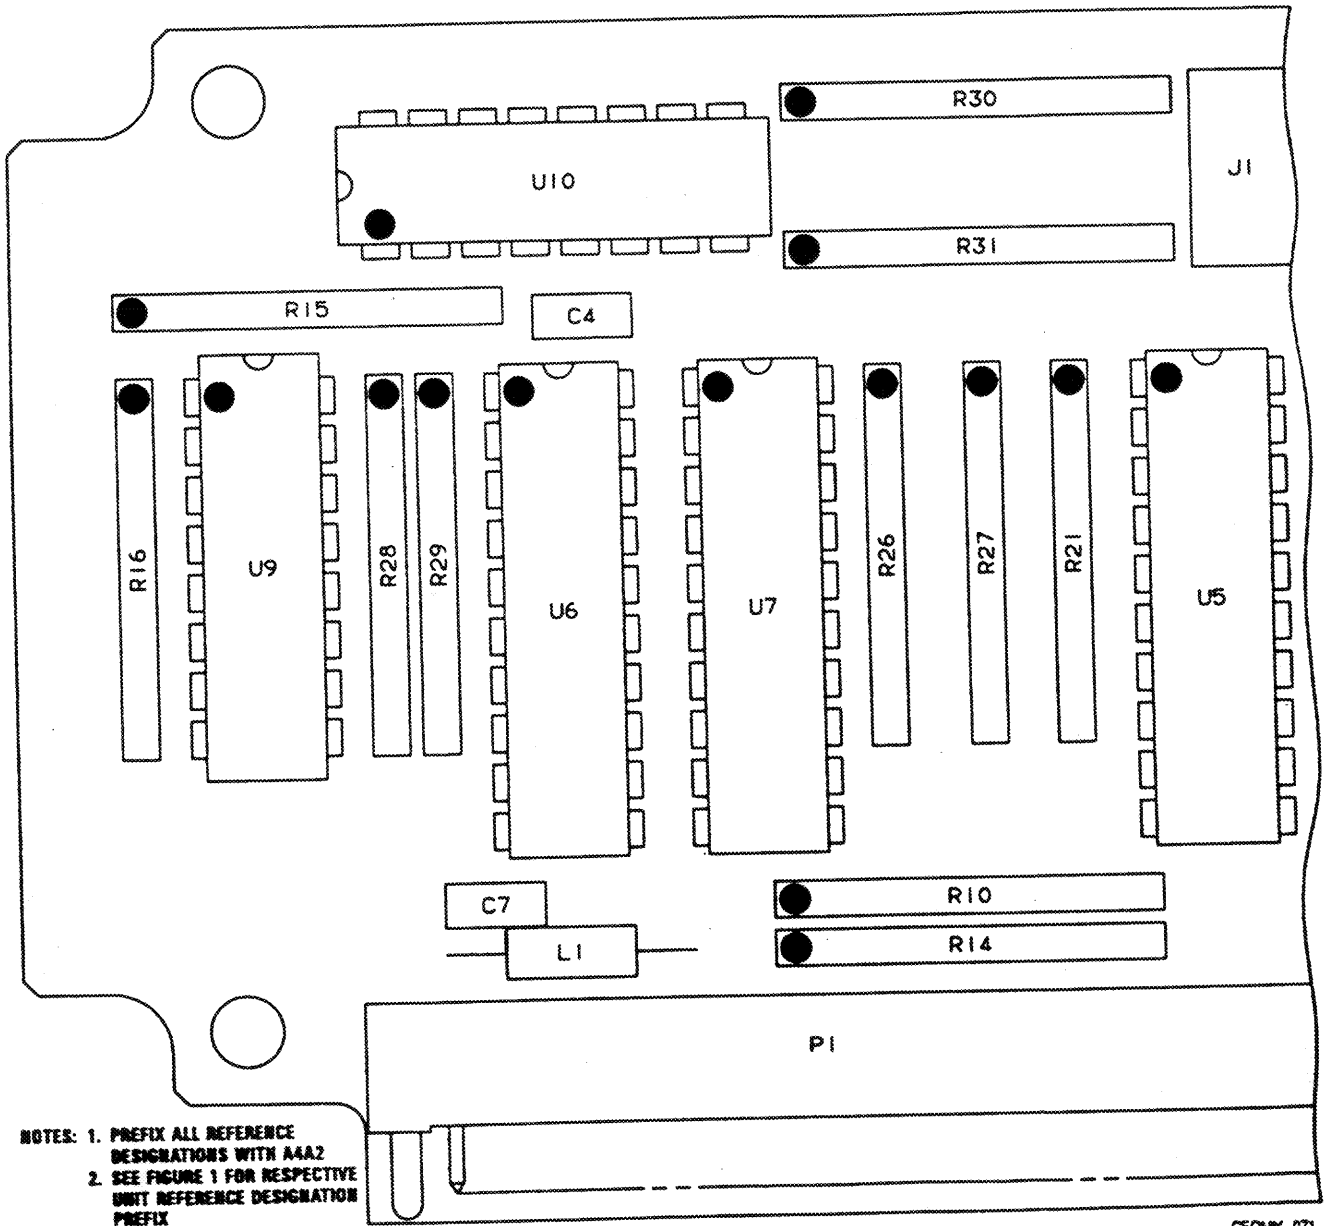 R30
J1
U10
R31
R15
C4
R16
U9
R28
R29
U6
U7
R26
R27
R21
U5
C7
L1
R10
R14
P1
NOTES: 1. PREFIX ALL REFERENCE
DESIGNATIONS WITH A4A2
2. SEE FIGURE 1 FOR RESPECTIVE
UNIT REFERENCE DESIGNATION
PREFIX